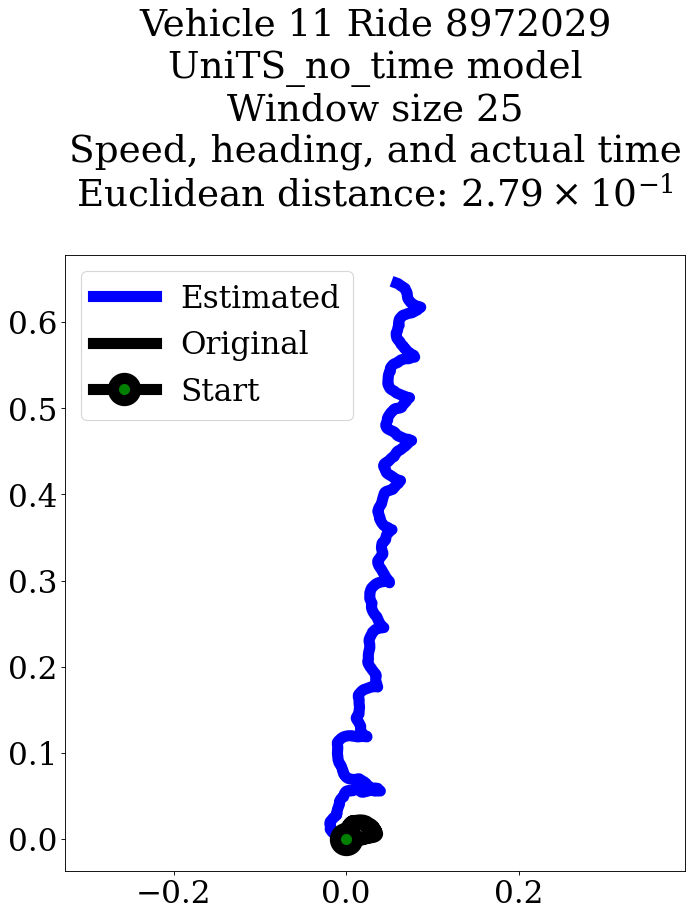 Vehicle 11 Ride 8972029
UniTS_no_time model
Window size 25
Speed, heading, and actual time
Euclidean distance: 2.79 × 10⁻¹
Estimated
Original
Start
0.6
0.5
0.4
0.3
0.2
0.1
0.0
−0.2
0.0
0.2